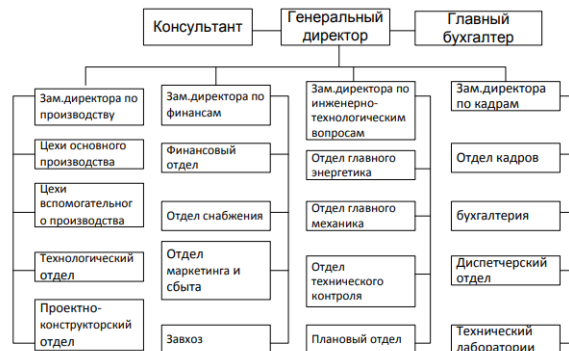 Консультант
Генеральный
директор
Главный
бухгалтер
Зам.директора по
производству
Зам.директора по
финансам
Зам.директора по
инженерно-
технологическим
вопросам
Зам.директора
по кадрам
Цехи основного
производства
Финансовый
отдел
Отдел главного
энергетика
Отдел кадров
Цехи
вспомогательног
о производства
Отдел снабжения
Отдел главного
механика
бухгалтерия
Технологический
отдел
Отдел
маркетинга и
сбыта
Отдел
технического
контроля
Диспетчерский
отдел
Проектно-
конструкторский
отдел
Завхоз
Плановый отдел
Технический
лаборатории